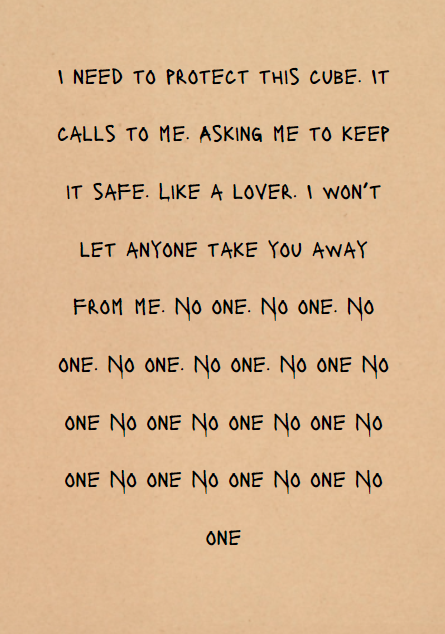 I NEED TO PROTECT THIS CUBE. IT
CALLS TO ME. ASKING ME TO KEEP
IT SAFE. LIKE A LOVER. I WON'T
LET ANYONE TAKE YOU AWAY
FROM ME. NO ONE. NO ONE. NO
ONE. NO ONE. NO ONE. NO ONE NO
ONE NO ONE NO ONE NO ONE NO
ONE NO ONE NO ONE NO ONE NO
ONE